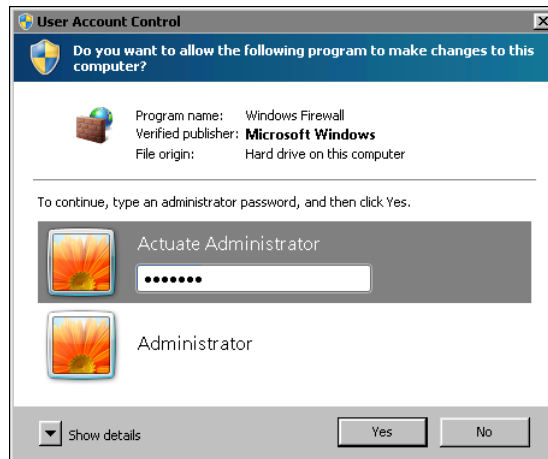 User Account Control
Do you want to allow the following program to make changes to this
computer?
Program name: Windows Firewall
Verified publisher: Microsoft Windows
File origin: Hard drive on this computer
To continue, type an administrator password, and then click Yes.
Actuate Administrator
•••••••
Administrator
Show details
Yes
No